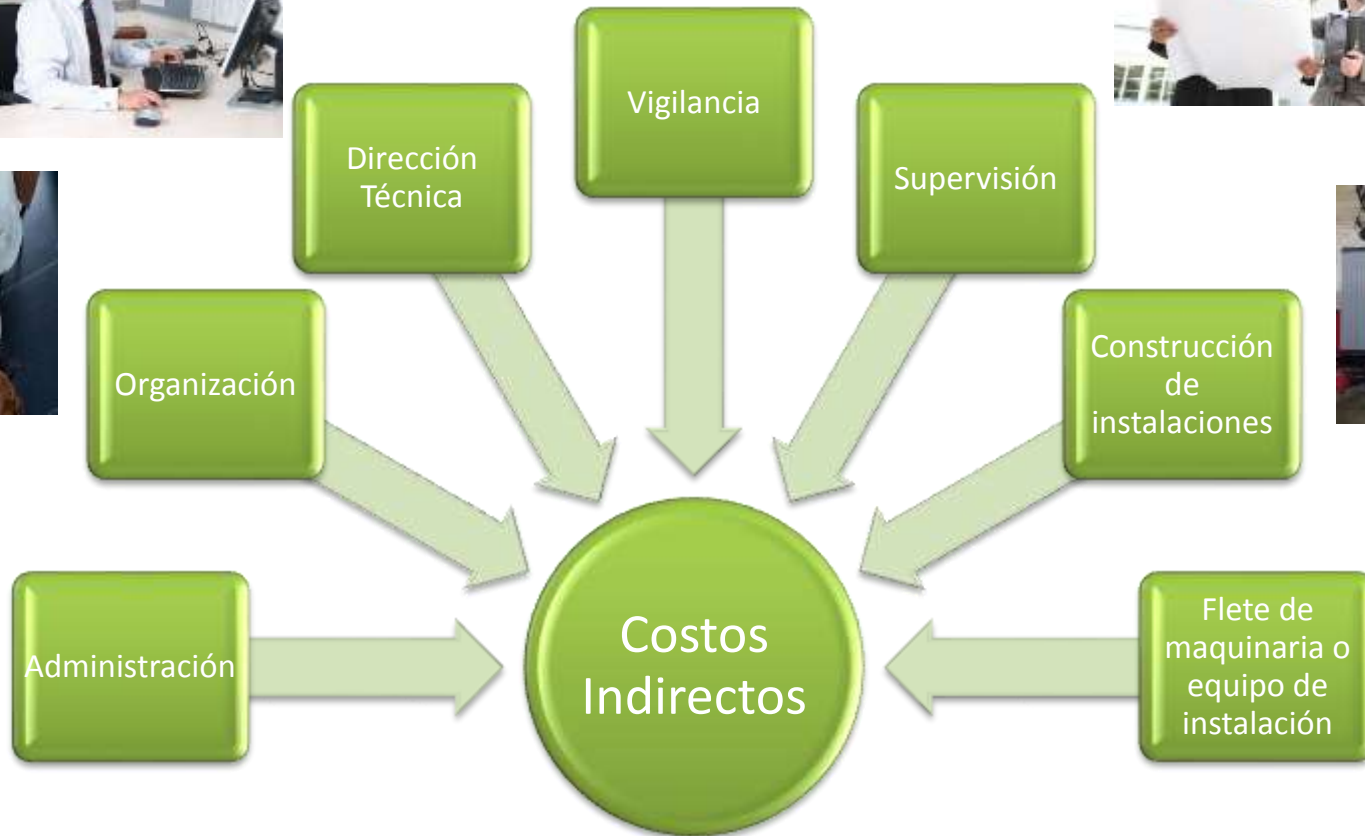 Vigilancia
Dirección
Técnica
Supervisión
Organización
Construcción
de
instalaciones
Administración
Costos
Indirectos
Flete de
maquinaria o
equipo de
instalación